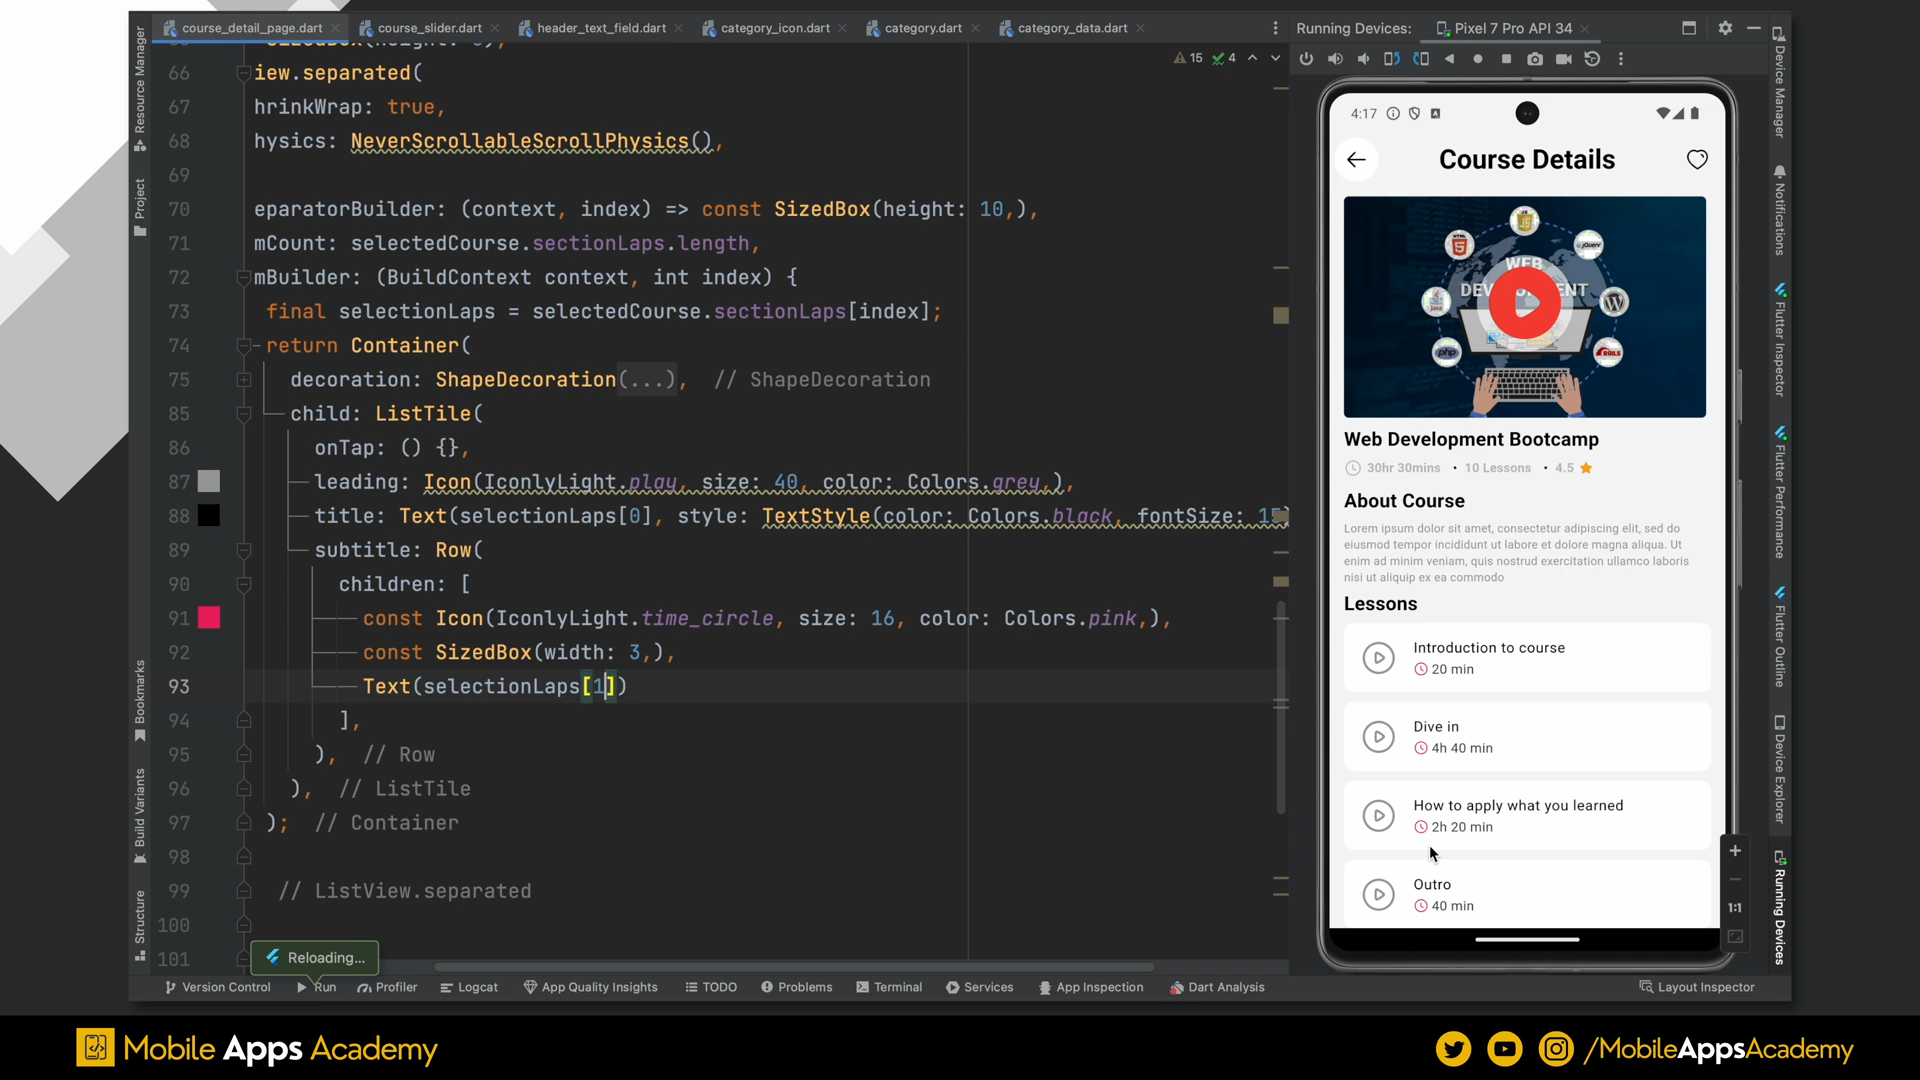 course_detail_page.dart
course_slider.dart
header_text_field.dart
category_icon.dart
category.dart
category_data.dart
Running Devices:
Pixel 7 Pro API 34
15
4
66 iew.separated(
67 hrinkWrap: true,
68 hysics: NeverScrollableScrollPhysics(),
69
70 eparatorBuilder: (context, index) => const SizedBox(height: 10,),
71 mCount: selectedCourse.sectionLaps.length,
72 mBuilder: (BuildContext context, int index) {
73 final selectionLaps = selectedCourse.sectionLaps[index];
74 return Container(
75 decoration: ShapeDecoration(...), // ShapeDecoration
85 child: ListTile(
86 onTap: () {},
87 leading: Icon(IconlyLight.play, size: 40, color: Colors.grey,),
88 title: Text(selectionLaps[0], style: TextStyle(color: Colors.black, fontSize: 15
89 subtitle: Row(
90 children: [
91 const Icon(IconlyLight.time_circle, size: 16, color: Colors.pink,),
92 const SizedBox(width: 3,),
93 Text(selectionLaps[1])
94 ],
95 ), // Row
96 ), // ListTile
97 ); // Container
98
99 // ListView.separated
100
101
Reloading...
Resource Manager
Project
Bookmarks
Build Variants
Structure
Version Control
Run
Profiler
Logcat
App Quality Insights
TODO
Problems
Terminal
Services
App Inspection
Dart Analysis
Layout Inspector
4:17
Course Details
HTML
JS
jQuery
WEB
DEVELOPMENT
Java
W
php
RAILS
Web Development Bootcamp
30hr 30mins • 10 Lessons • 4.5
About Course
Lorem ipsum dolor sit amet, consectetur adipiscing elit, sed do
eiusmod tempor incididunt ut labore et dolore magna aliqua. Ut
enim ad minim veniam, quis nostrud exercitation ullamco laboris
nisi ut aliquip ex ea commodo
Lessons
Introduction to course
20 min
Dive in
4h 40 min
How to apply what you learned
2h 20 min
Outro
40 min
1:1
Device Manager
Notifications
Flutter Inspector
Flutter Performance
Flutter Outline
Device Explorer
Running Devices
Mobile Apps Academy
/MobileAppsAcademy